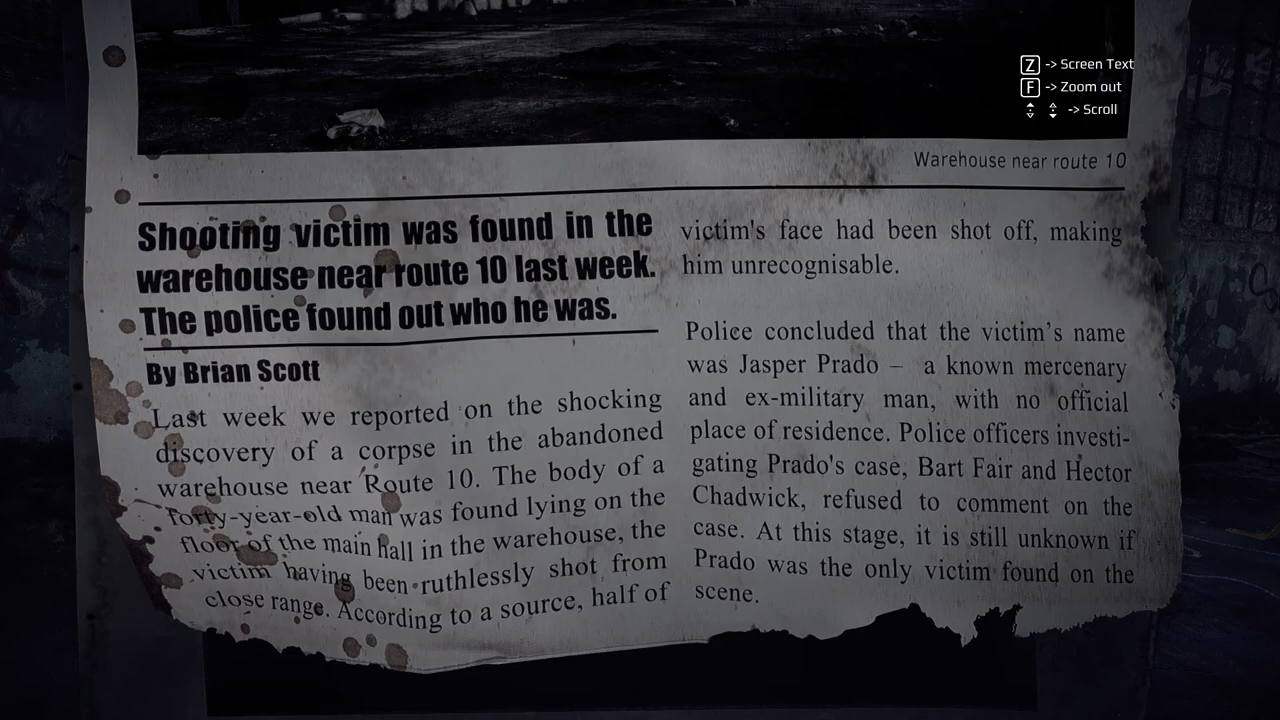 Z -> Screen Text
F -> Zoom out
-> Scroll
Warehouse near route 10
Shooting victim was found in the
warehouse near route 10 last week.
The police found out who he was.
By Brian Scott
Last week we reported on the shocking
discovery of a corpse in the abandoned
warehouse near Route 10. The body of a
forty-year-old man was found lying on the
floor of the main hall in the warehouse, the
victim having been ruthlessly shot from
close range. According to a source, half of
victim's face had been shot off, making
him unrecognisable.
Police concluded that the victim’s name
was Jasper Prado – a known mercenary
and ex-military man, with no official
place of residence. Police officers investi-
gating Prado's case, Bart Fair and Hector
Chadwick, refused to comment on the
case. At this stage, it is still unknown if
Prado was the only victim found on the
scene.